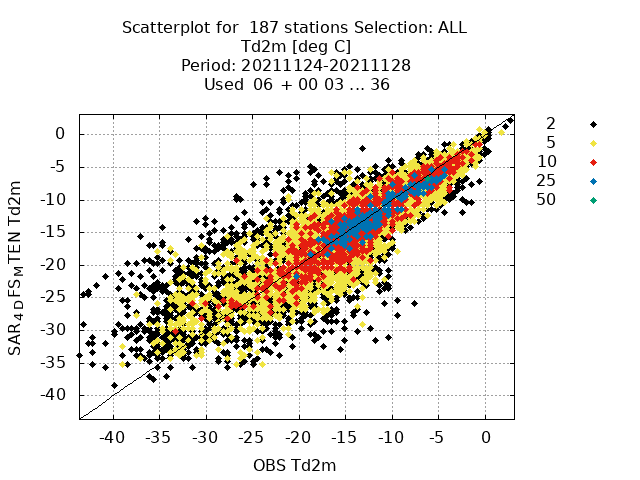 Scatterplot for 187 stations Selection: ALL
Td2m [deg C]
Period: 20211124-20211128
Used 06 + 00 03 ... 36
2
5
10
25
50
0
-5
-10
-15
-20
-25
-30
-35
-40
SAR4DFSMTEN Td2m
-40 -35 -30 -25 -20 -15 -10 -5 0
OBS Td2m